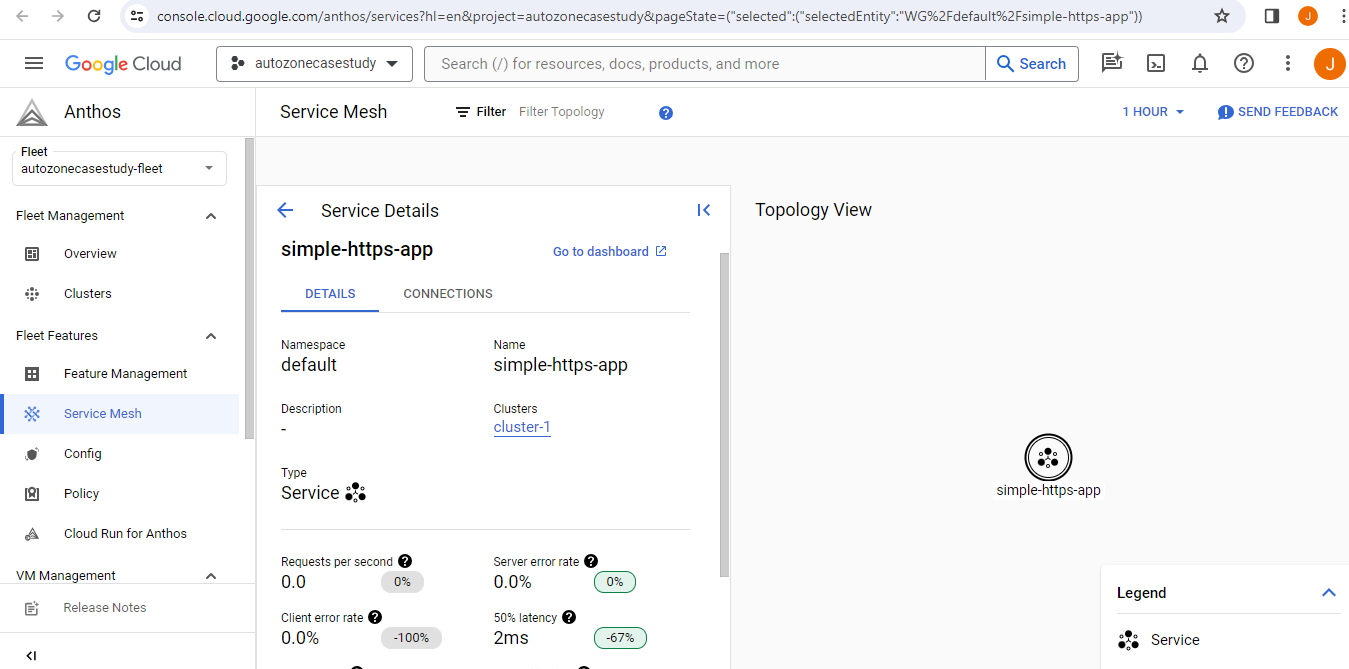 console.cloud.google.com/anthos/services?hl=en&project=autozonecasestudy&pageState=("selected":("selectedEntity":"WG%2Fdefault%2Fsimple-https-app"))
J
Google Cloud
autozonecasestudy
Search (/) for resources, docs, products, and more
Search
J
Anthos
Service Mesh
Filter
Filter Topology
1 HOUR
SEND FEEDBACK
Fleet
autozonecasestudy-fleet
Fleet Management
Overview
Clusters
Fleet Features
Feature Management
Service Mesh
Config
Policy
Cloud Run for Anthos
VM Management
Release Notes
Service Details
simple-https-app
Go to dashboard
DETAILS
CONNECTIONS
Namespace
default
Name
simple-https-app
Description
-
Clusters
cluster-1
Type
Service
Requests per second
0.0
0%
Server error rate
0.0%
0%
Client error rate
0.0%
-100%
50% latency
2ms
-67%
Topology View
simple-https-app
Legend
Service